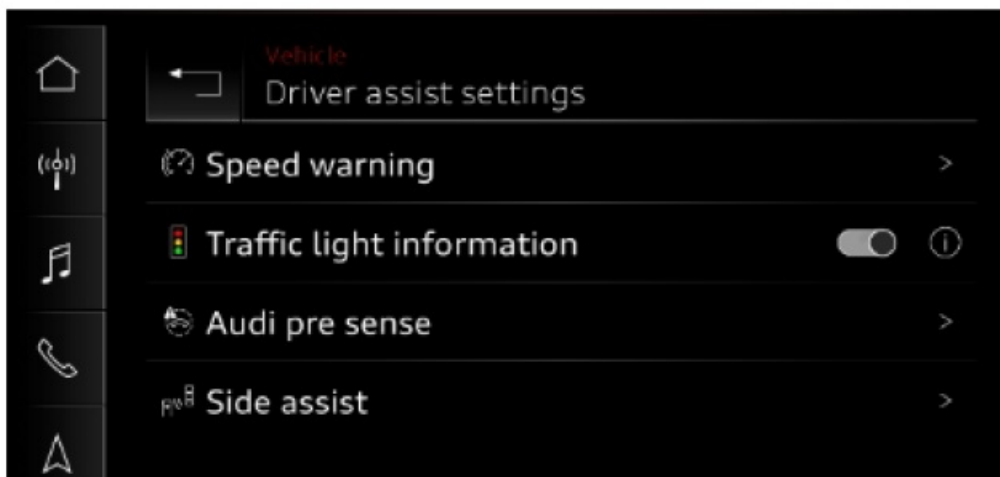 Vehicle
Driver assist settings
Speed warning
Traffic light information
Audi pre sense
Side assist